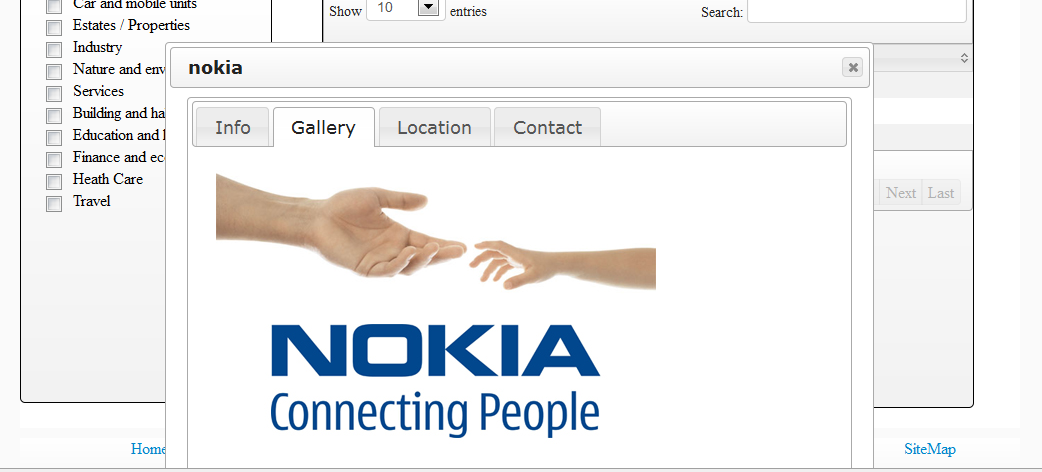 Car and mobile units
Estates / Properties
Industry
Nature and env
Services
Building and ha
Education and
Finance and ec
Heath Care
Travel
Show 10 entries
Search:
nokia
Info Gallery Location Contact
NOKIA
Connecting People
Next Last
Home
SiteMap